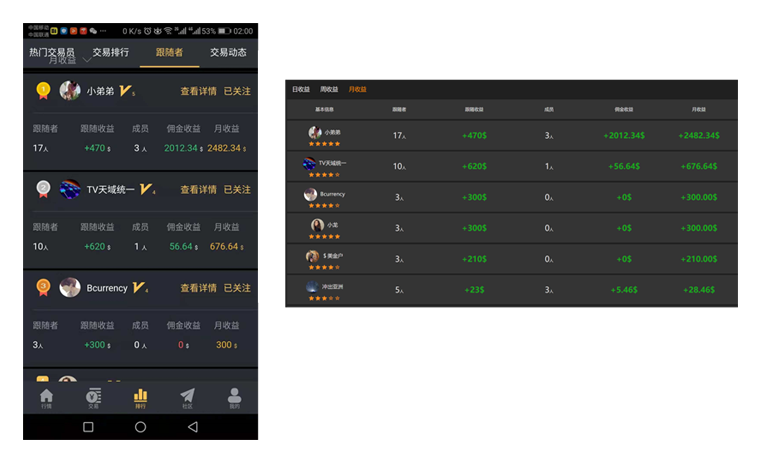 中国移动
中国联通
0 K/s 53% 02:00
热门交易员 交易排行 跟随者 交易动态
月收益
1 小弟弟 V 5 查看详情 已关注
跟随者 跟随收益 成员 佣金收益 月收益
17人 +470 $ 3 人 2012.34 $ 2482.34 $
2 TV天域统一 V 4 查看详情 已关注
跟随者 跟随收益 成员 佣金收益 月收益
10人 +620 $ 1 人 56.64 $ 676.64 $
3 Bcurrency V 4 查看详情 已关注
跟随者 跟随收益 成员 佣金收益 月收益
3人 +300 $ 0 人 0 $ 300 $
行情 交易 排行 社区 我的
日收益 周收益 月收益
基本信息 跟随者 跟随收益 成员 佣金收益 月收益
小弟弟 17人 +470$ 3人 +2012.34$ +2482.34$
TV天域统一 10人 +620$ 1人 +56.64$ +676.64$
Bcurrency 3人 +300$ 0人 +0$ +300.00$
3人 +300$ 0人 +0$ +300.00$
$ 美金户 3人 +210$ 0人 +0$ +210.00$
冲出亚洲 5人 +23$ 3人 +5.46$ +28.46$